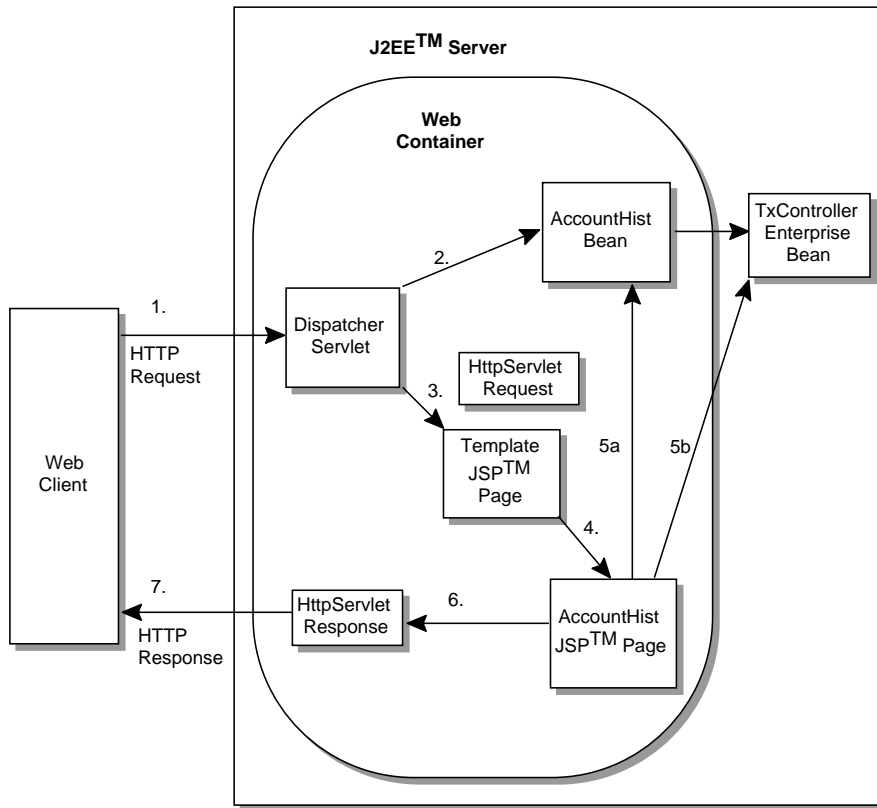 J2EE™ Server
Web
Container
AccountHist
Bean
TxController
Enterprise
Bean
2.
1.
Dispatcher
Servlet
HTTP
Request
HttpServlet
Request
3.
Template
JSP™
Page
5a
5b
Web
Client
4.
7.
HttpServlet
Response
6.
AccountHist
JSP™ Page
HTTP
Response